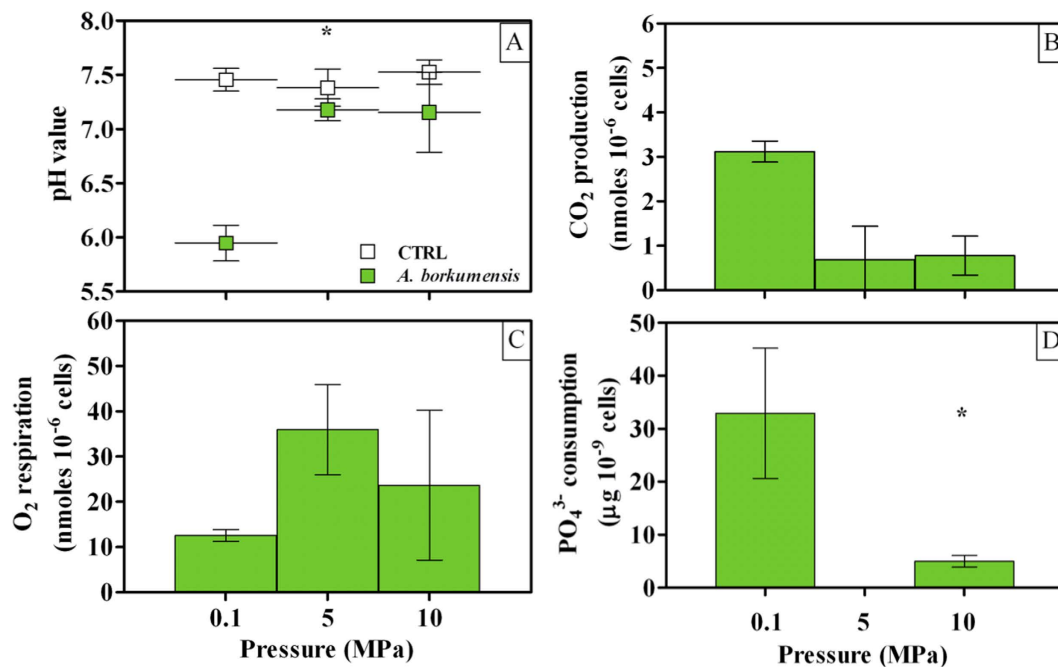 A
pH value
8.0
7.5
7.0
6.5
6.0
5.5
*
CTRL
A. borkumensis
B
CO2 production
(nmoles 10-6 cells)
6
5
4
3
2
1
0
C
O2 respiration
(nmoles 10-6 cells)
60
50
40
30
20
10
0
0.1 5 10
Pressure (MPa)
D
PO43- consumption
(µg 10-9 cells)
50
40
30
20
10
0
*
0.1 5 10
Pressure (MPa)